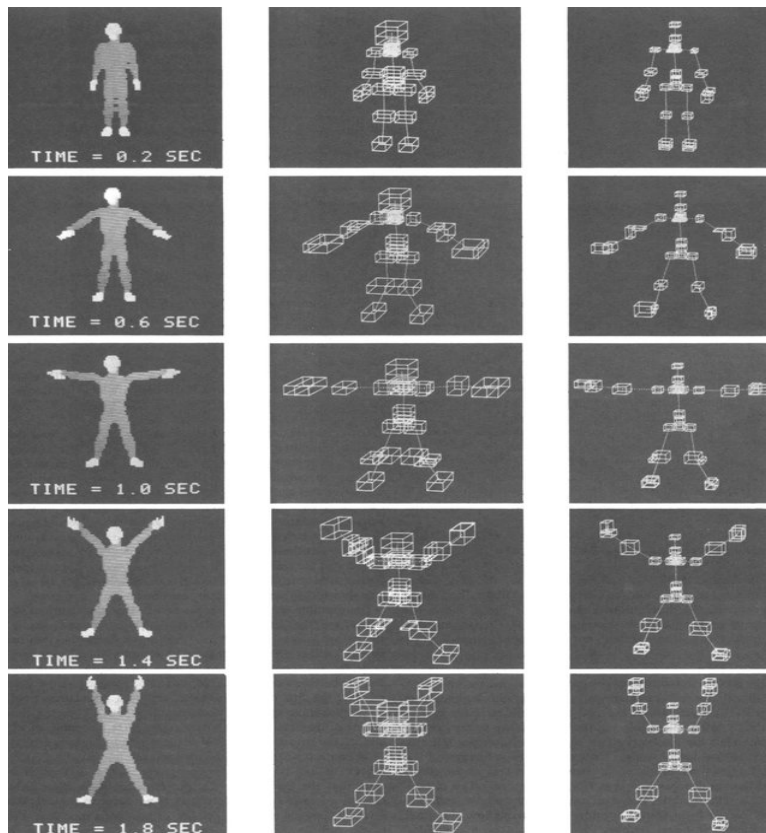 TIME = 0.2 SEC
TIME = 0.6 SEC
TIME = 1.0 SEC
TIME = 1.4 SEC
TIME = 1.8 SEC